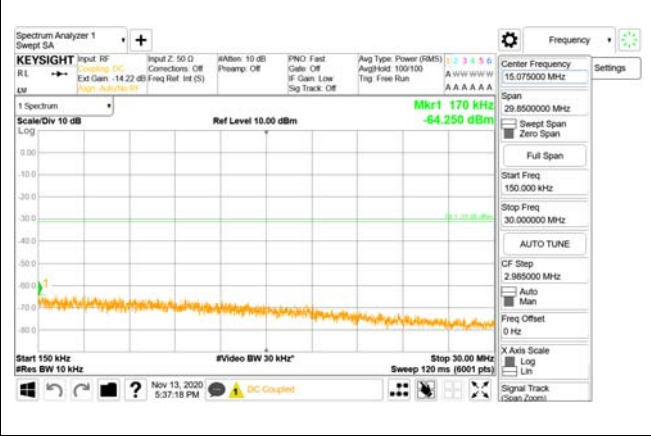 Spectrum Analyzer 1
Swept SA
Frequency
KEYSIGHT
RL
Input: RF
Coupling: DC
Ext Gain: -14.22 dB
Align: Auto/No RF
Input Z: 50 Ω
Corrections: Off
Freq Ref: Int (S)
#Atten: 10 dB
Preamp: Off
PNO: Fast
Gate: Off
IF Gain: Low
Sig Track: Off
Avg Type: Power (RMS)
Avg|Hold: 100/100
Trig: Free Run
1 2 3 4 5 6
A W W W W W
A A A A A A
1 Spectrum
Mkr1 170 kHz
Scale/Div 10 dB
Ref Level 10.00 dBm
-64.250 dBm
Log
0.00
-10.0
-20.0
-30.0
-40.0
-50.0
-60.0
1
-70.0
-80.0
Start 150 kHz
#Video BW 30 kHz*
Stop 30.00 MHz
#Res BW 10 kHz
Sweep 120 ms (6001 pts)
Nov 13, 2020
5:37:18 PM
DC Coupled
Settings
Center Frequency
15.075000 MHz
Span
29.8500000 MHz
Swept Span
Zero Span
Full Span
Start Freq
150.000 kHz
Stop Freq
30.000000 MHz
AUTO TUNE
CF Step
2.985000 MHz
Auto
Man
Freq Offset
0 Hz
X Axis Scale
Log
Lin
Signal Track
(Span Zoom)